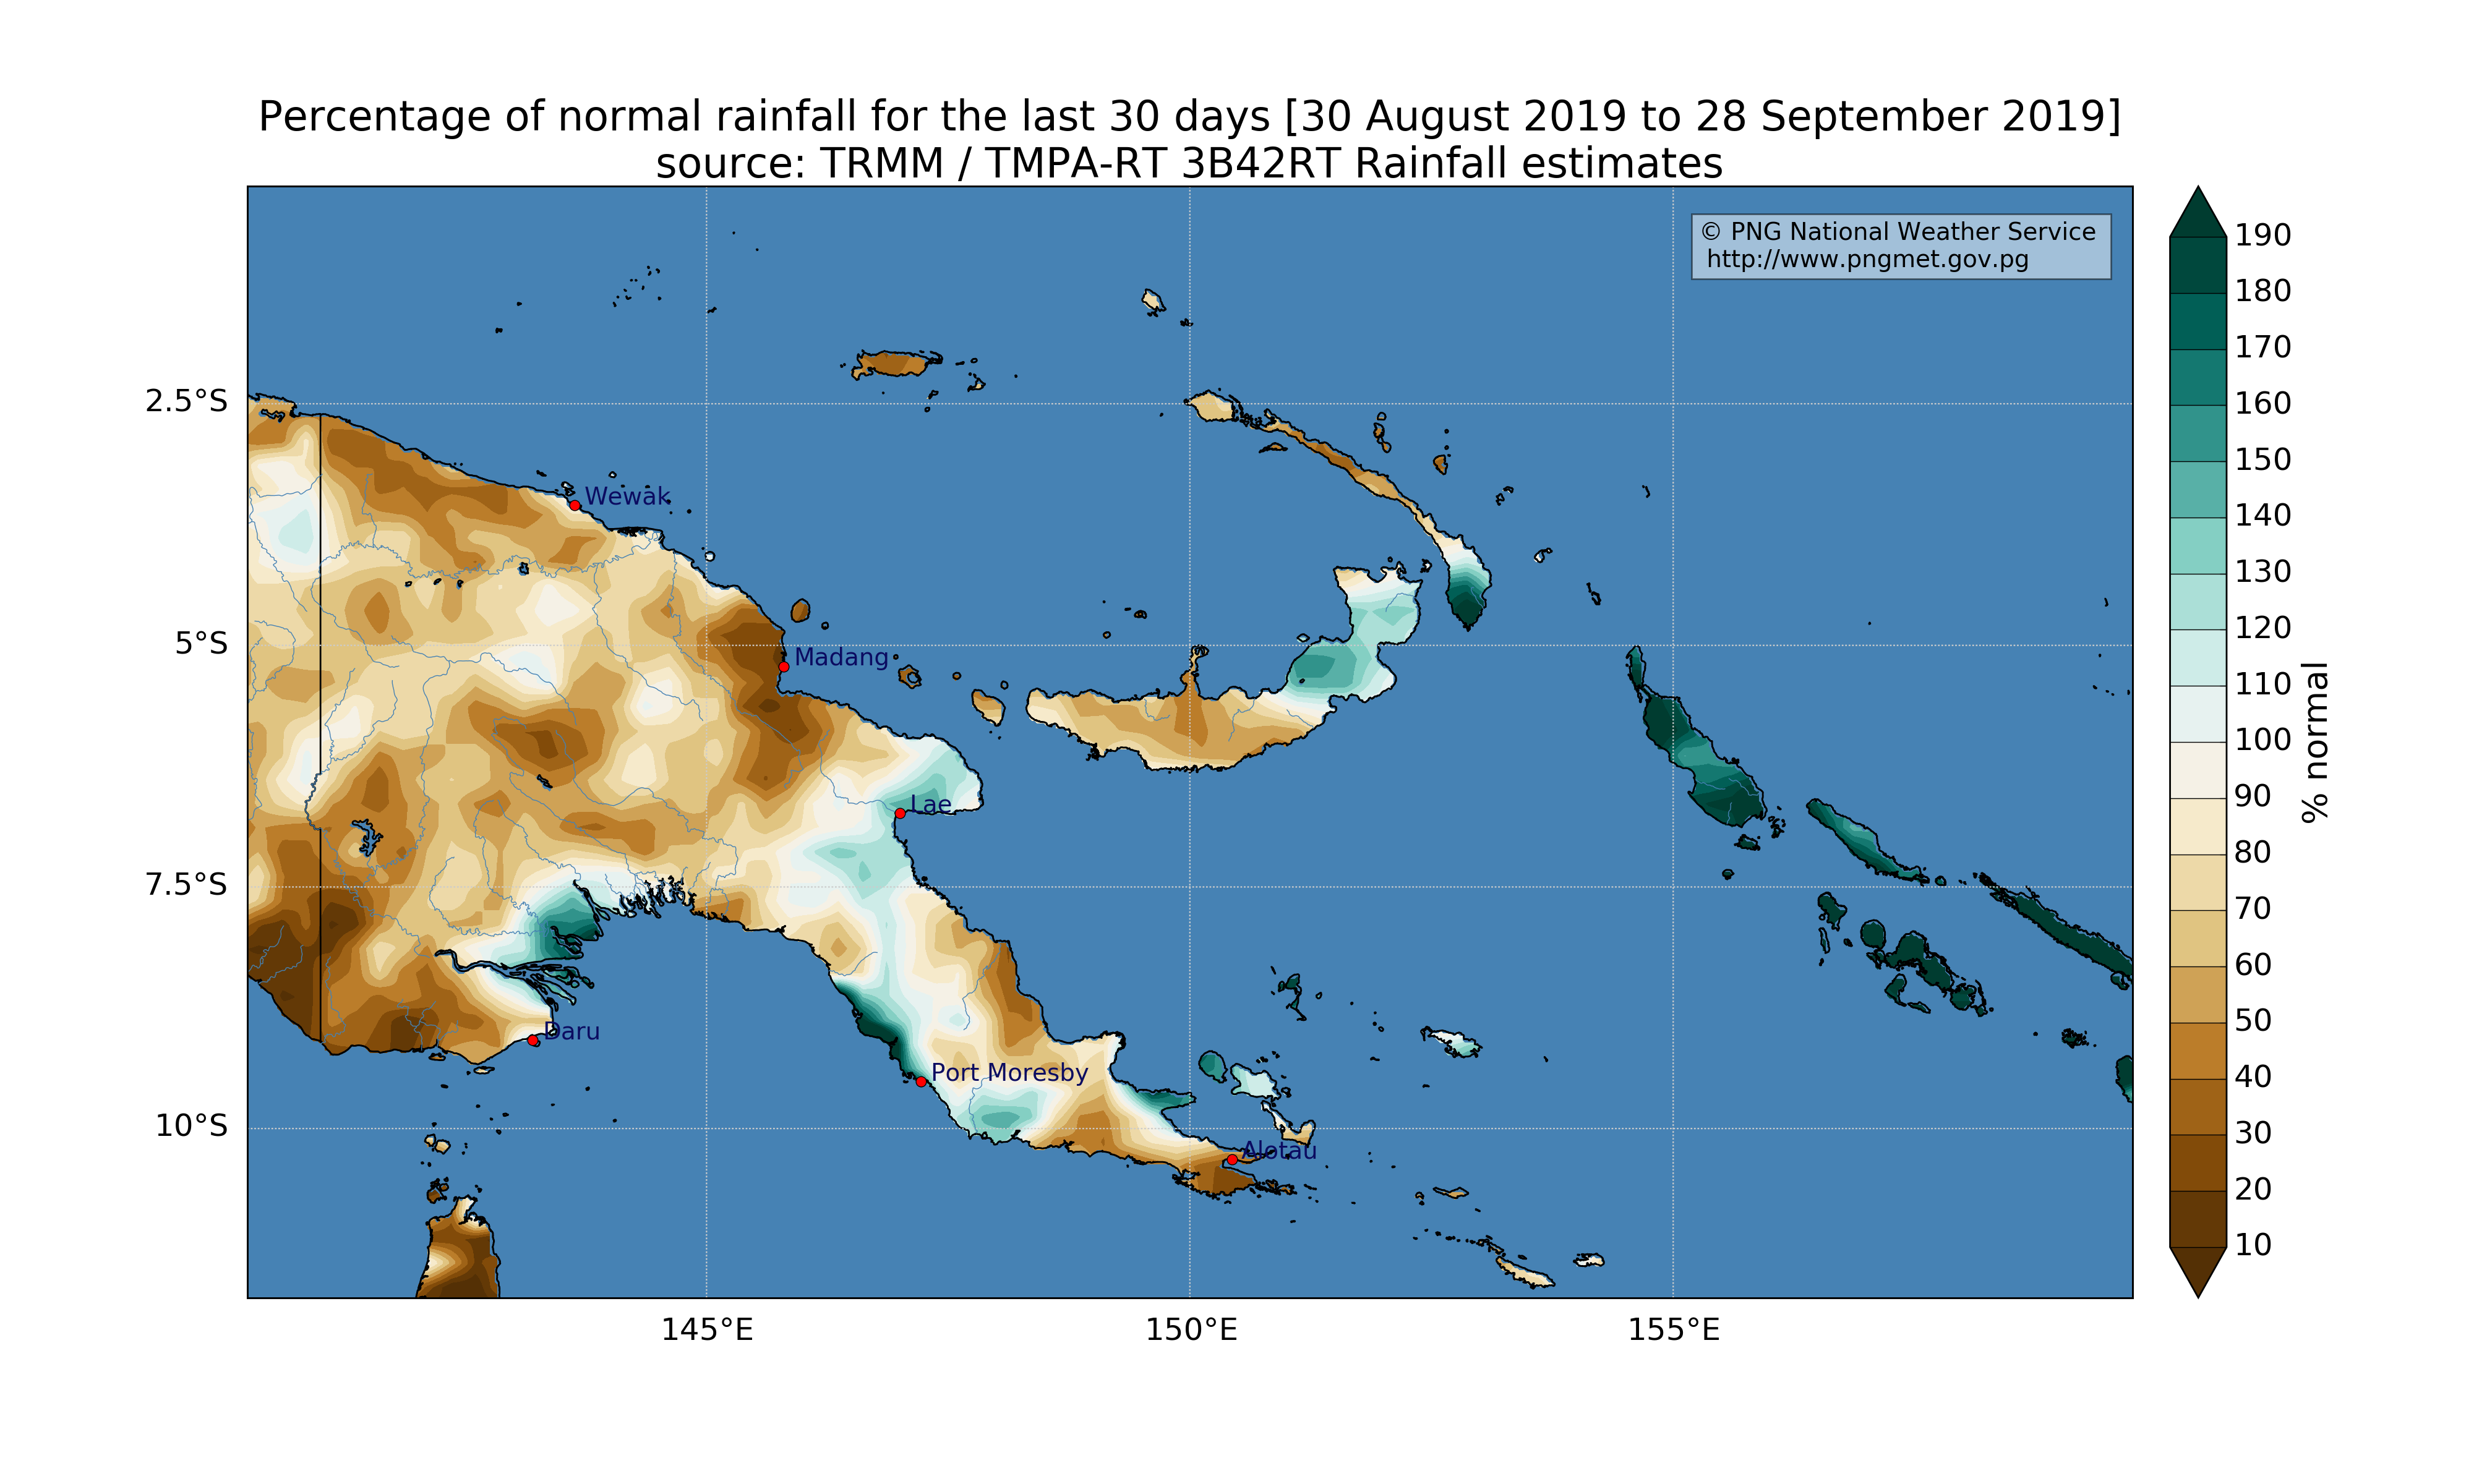 Percentage of normal rainfall for the last 30 days [30 August 2019 to 28 September 2019]
source: TRMM / TMPA-RT 3B42RT Rainfall estimates
© PNG National Weather Service
http://www.pngmet.gov.pg
2.5°S
5°S
7.5°S
10°S
145°E
150°E
155°E
Wewak
Madang
Lae
Daru
Port Moresby
Alotau
190
180
170
160
150
140
130
120
110
100
90
80
70
60
50
40
30
20
10
% normal